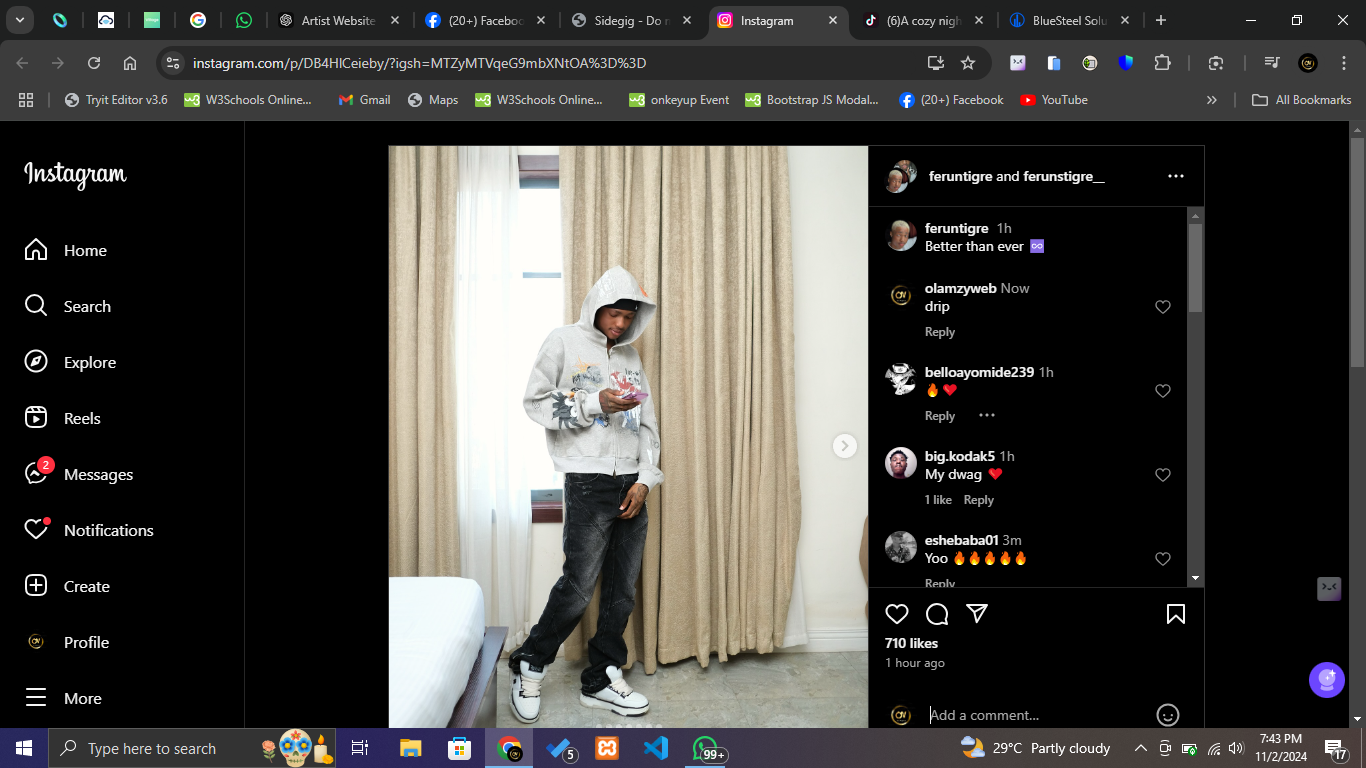 Artist Website
(20+) Faceboo
Sidegig - Do n
Instagram
(6)A cozy nigh
BlueSteel Solu
instagram.com/p/DB4HlCeieby/?igsh=MTZyMTVqeG9mbXNtOA%3D%3D
Tryit Editor v3.6
W3Schools Online...
Gmail
Maps
W3Schools Online...
onkeyup Event
Bootstrap JS Modal...
(20+) Facebook
YouTube
All Bookmarks
Instagram
Home
Search
Explore
Reels
2
Messages
Notifications
Create
Profile
More
feruntigre and ferunstigre__
feruntigre 1h
Better than ever ♾️
olamzyweb Now
drip
Reply
belloayomide239 1h
🔥❤️
Reply
big.kodak5 1h
My dwag ❤️
1 like Reply
eshebaba01 3m
Yoo 🔥🔥🔥🔥🔥
Reply
710 likes
1 hour ago
Add a comment...
Type here to search
5
99+
29°C Partly cloudy
7:43 PM
11/2/2024
17